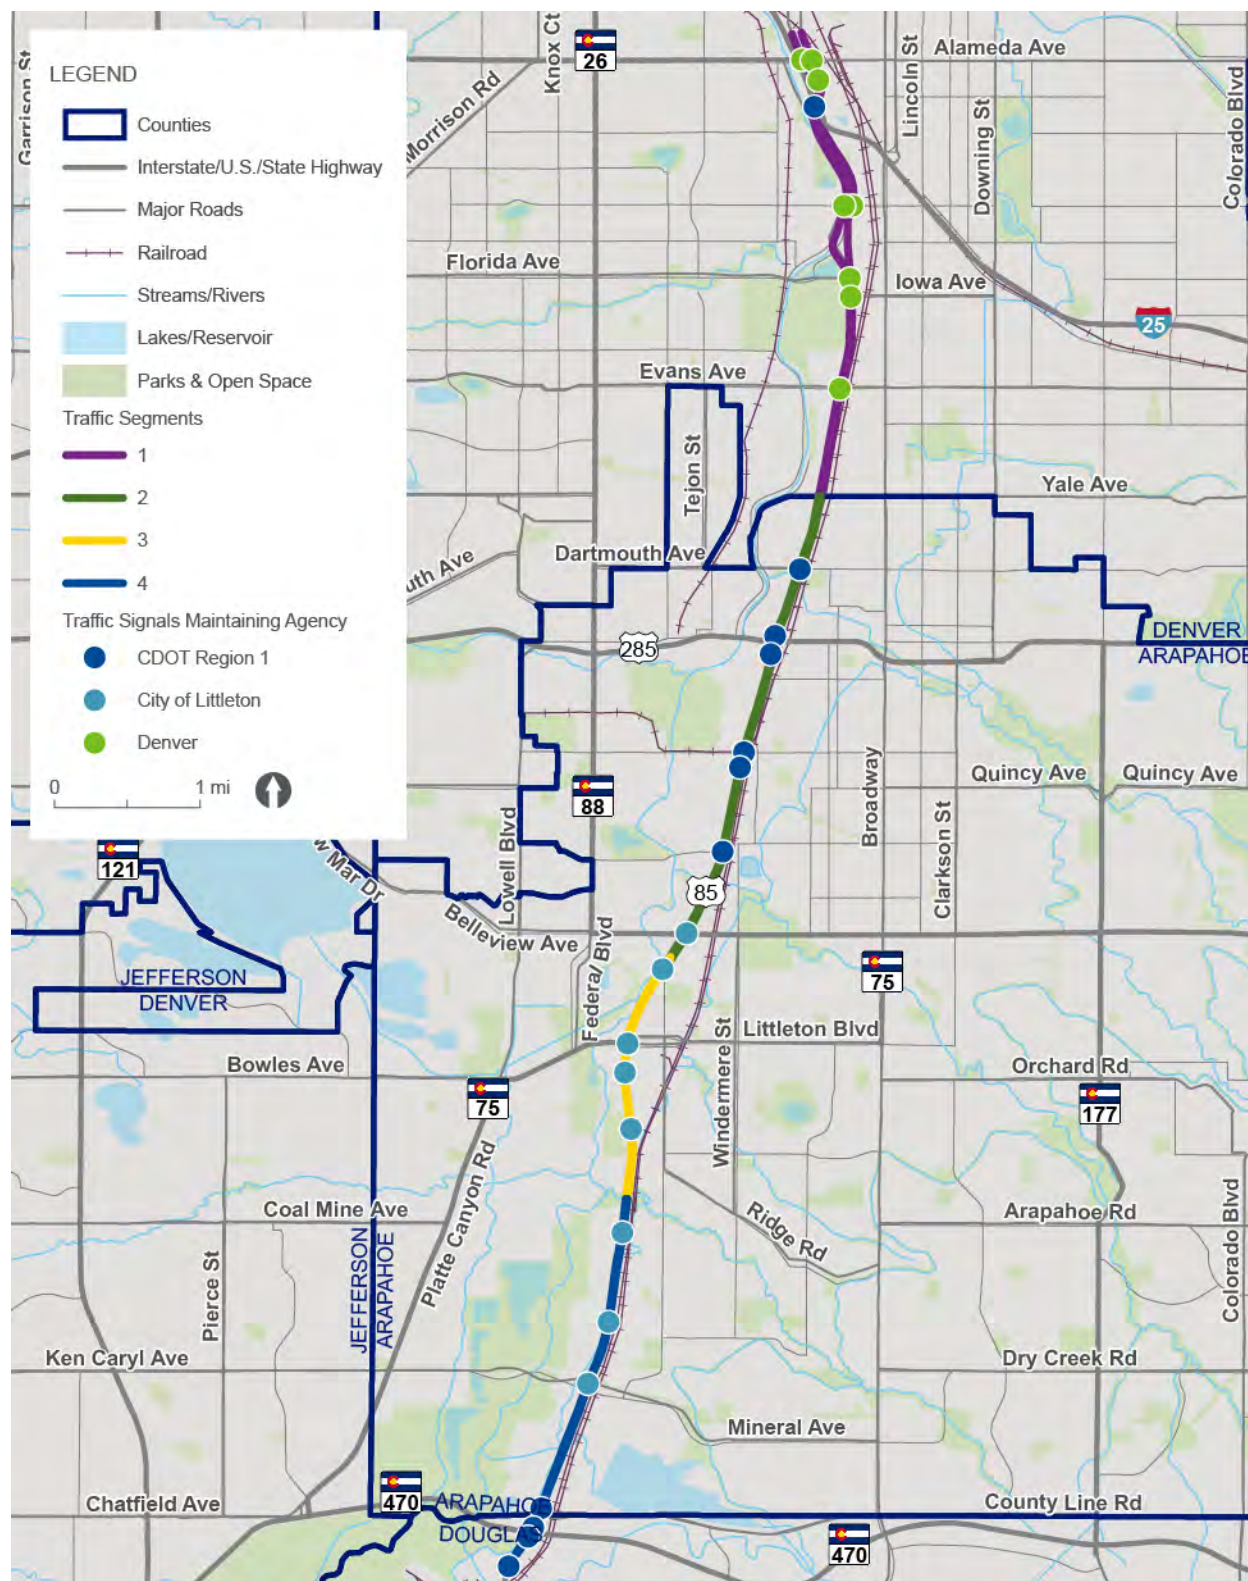 LEGEND
Counties
Interstate/U.S./State Highway
Major Roads
Railroad
Streams/Rivers
Lakes/Reservoir
Parks & Open Space
Traffic Segments
1
2
3
4
Traffic Signals Maintaining Agency
CDOT Region 1
City of Littleton
Denver
0
1 mi
Garrison St
Morrison Rd
Knox Ct
26
Lincoln St
Alameda Ave
Downing St
Colorado Blvd
Florida Ave
Iowa Ave
25
Evans Ave
Tejon St
Yale Ave
Dartmouth Ave
uth Ave
285
DENVER
ARAPAHOE
Quincy Ave
Quincy Ave
88
Broadway
Lowell Blvd
Clarkson St
121
w Mar Dr
85
Belleview Ave
Federal Blvd
75
JEFFERSON
DENVER
Windermere St
Littleton Blvd
Bowles Ave
Orchard Rd
75
177
Platte Canyon Rd
Coal Mine Ave
Ridge Rd
Arapahoe Rd
Colorado Blvd
Pierce St
JEFFERSON
ARAPAHOE
Ken Caryl Ave
Dry Creek Rd
Mineral Ave
470
Chatfield Ave
ARAPAHOE
DOUGLAS
County Line Rd
470